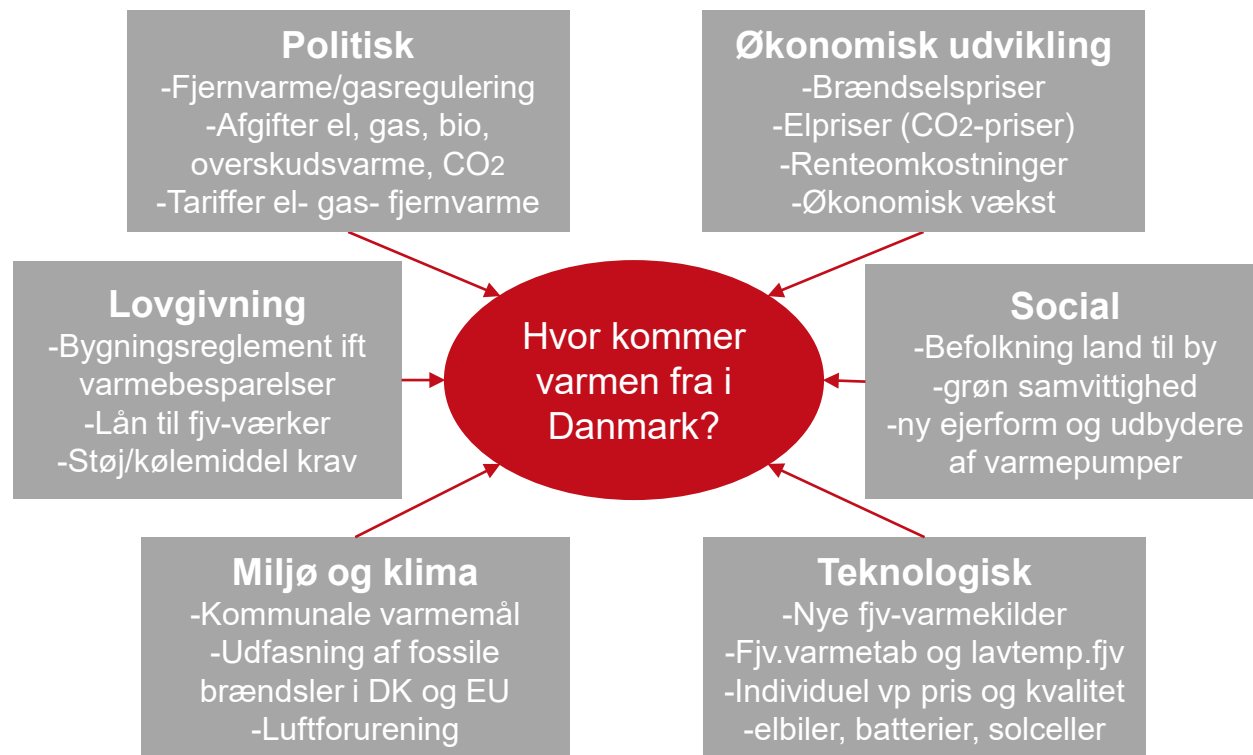 Politisk
-Fjernvarme/gasregulering
-Afgifter el, gas, bio,
overskudsvarme, CO2
-Tariffer el- gas- fjernvarme
Økonomisk udvikling
-Brændselspriser
-Elpriser (CO2-priser)
-Renteomkostninger
-Økonomisk vækst
Lovgivning
-Bygningsreglement ift
varmebesparelser
-Lån til fjv-værker
-Støj/kølemiddel krav
Hvor kommer
varmen fra i
Danmark?
Social
-Befolkning land til by
-grøn samvittighed
-ny ejerform og udbydere
af varmepumper
Miljø og klima
-Kommunale varmemål
-Udfasning af fossile
brændsler i DK og EU
-Luftforurening
Teknologisk
-Nye fjv-varmekilder
-Fjv.varmetab og lavtemp.fjv
-Individuel vp pris og kvalitet
-elbiler, batterier, solceller